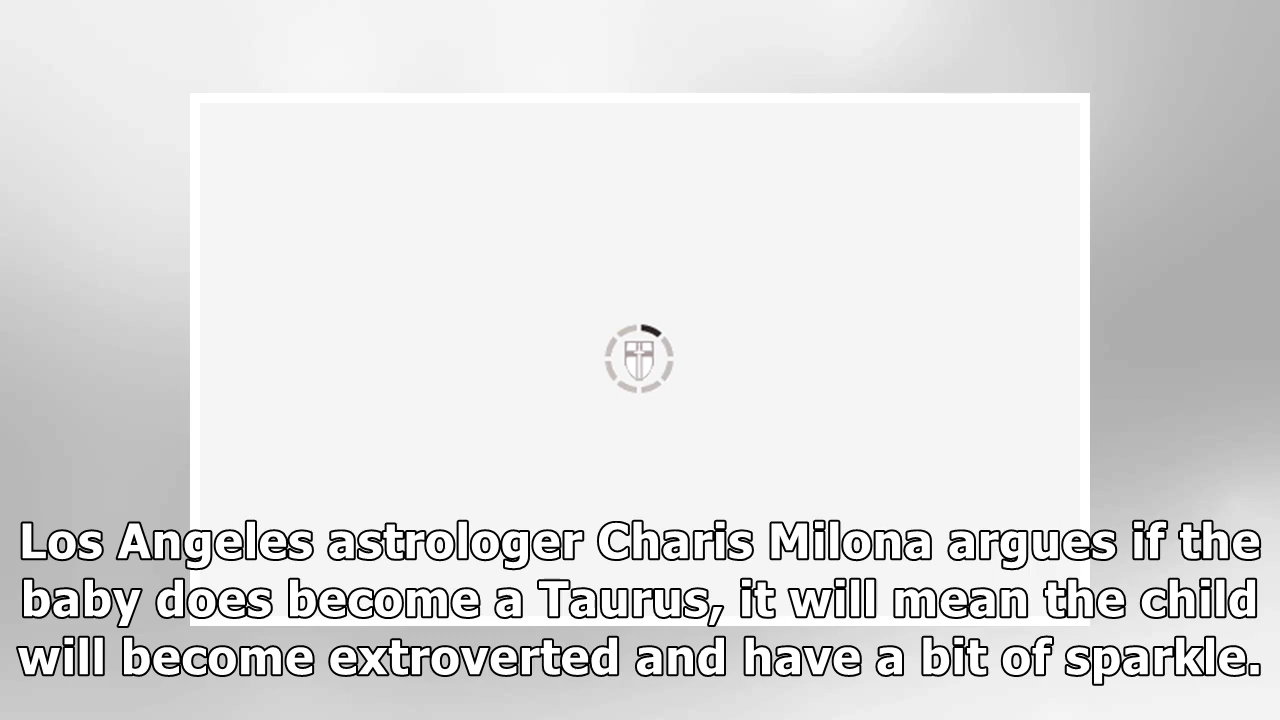 Los Angeles astrologer Charis Milona argues if the
baby does become a Taurus, it will mean the child
will become extroverted and have a bit of sparkle.